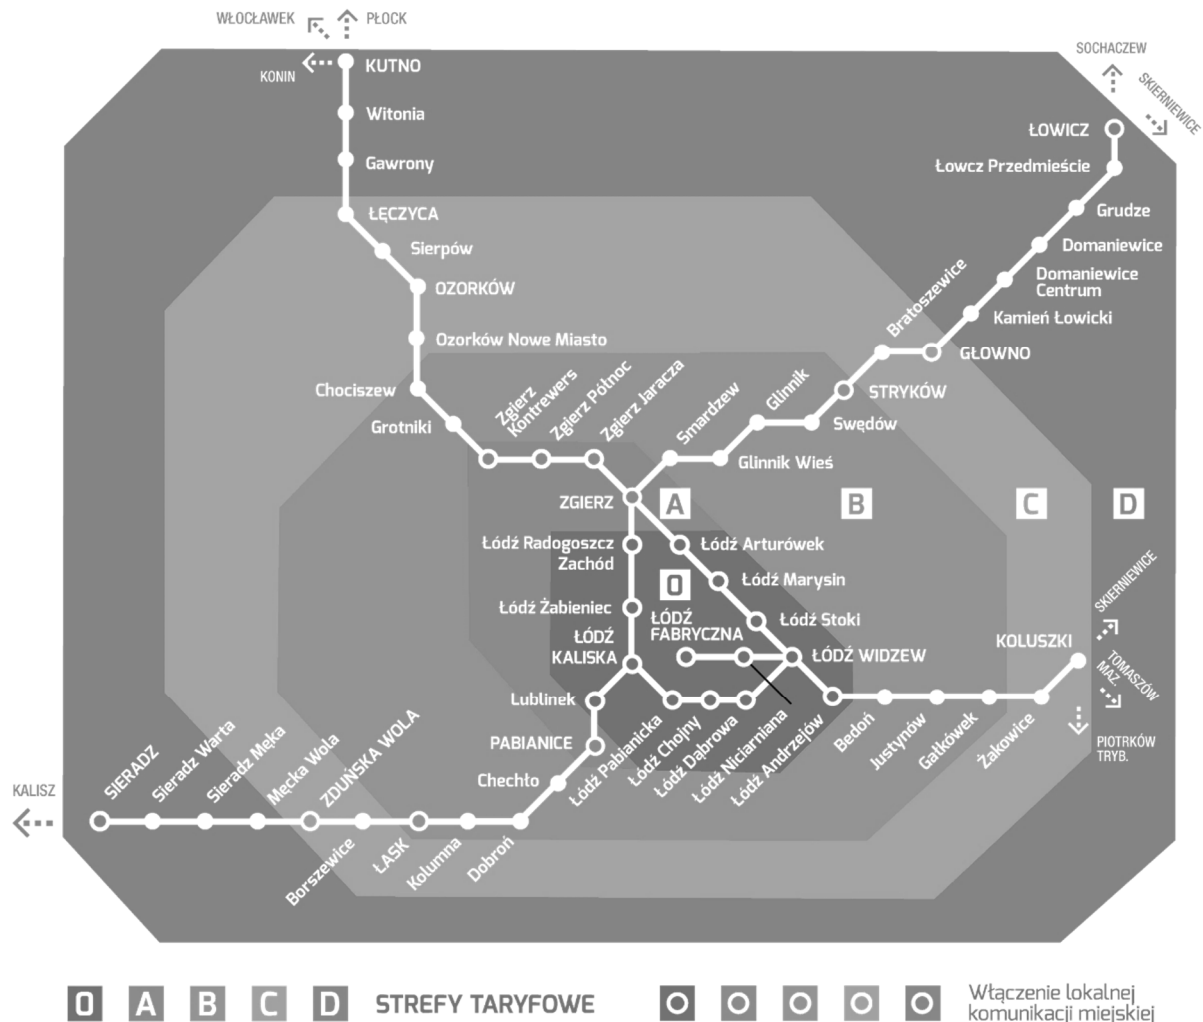 WŁOCŁAWEK
PŁOCK
KONIN
KUTNO
Witonia
Gawrony
ŁĘCZYCA
Sierpów
OZORKÓW
Ozorków Nowe Miasto
Chociszew
Grotniki
Zgierz
Kontrewers
Zgierz Północ
Zgierz Jaracza
ZGIERZ
SOCHACZEW
SKIERNIEWICE
ŁOWICZ
Łowcz Przedmieście
Grudze
Domaniewice
Domaniewice
Centrum
Kamień Łowicki
GŁOWNO
Bratoszewice
STRYKÓW
Swędów
Glinnik
Glinnik Wieś
Smardzew
A
B
C
D
O
Łódź Radogoszcz
Zachód
Łódź Żabieniec
ŁÓDŹ
KALISKA
Łódź Arturówek
Łódź Marysin
Łódź Stoki
ŁÓDŹ
FABRYCZNA
ŁÓDŹ WIDZEW
KOLUSZKI
SKIERNIEWICE
TOMASZÓW
MAZ.
PIOTRKÓW
TRYB.
Lublinek
PABIANICE
Chechło
Łódź Pabianicka
Łódź Chojny
Łódź Dąbrowa
Łódź Niciarniana
Łódź Andrzejów
Bedoń
Justynów
Gałkówek
Żakowice
KALISZ
SIERADZ
Sieradz Warta
Sieradz Męka
Męcka Wola
ZDUŃSKA WOLA
Borszewice
ŁASK
Kolumna
Dobroń
O A B C D STREFY TARYFOWE
Włączenie lokalnej
komunikacji miejskiej